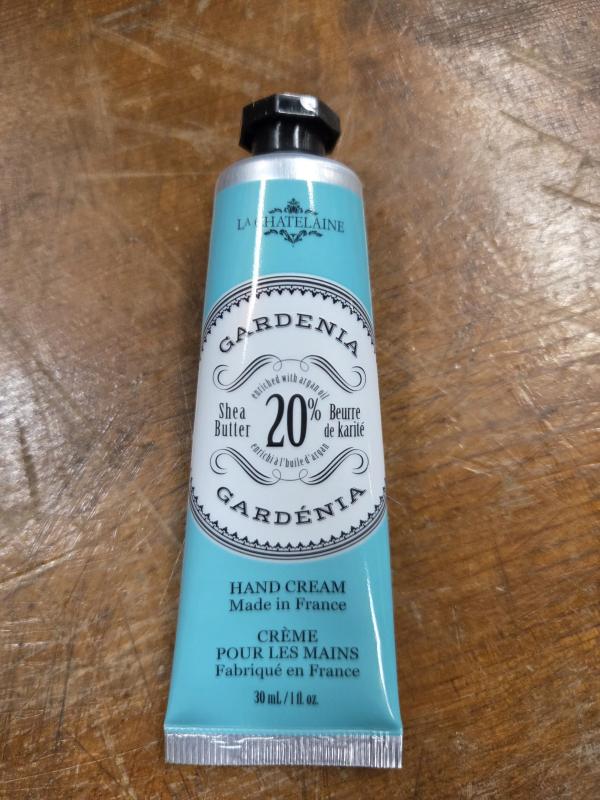 LA CHATELAINE
GARDENIA
enriched with argan oil
Shea Butter
20%
Beurre de karité
enrichi à l'huile d'argan
GARDÉNIA
HAND CREAM
Made in France
CRÈME
POUR LES MAINS
Fabriqué en France
30 mL / 1 fl. oz.